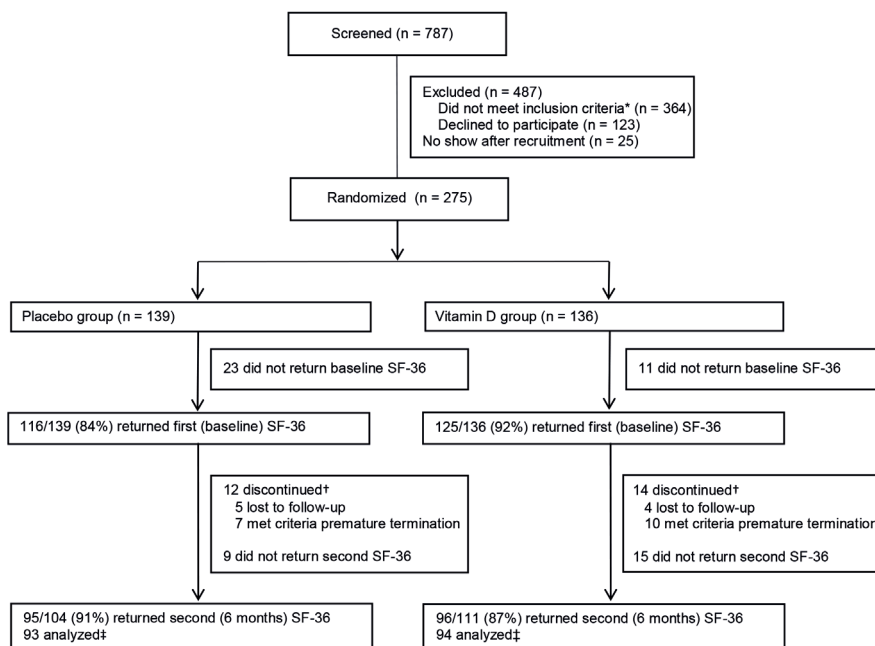 Screened (n = 787)
Excluded (n = 487)
Did not meet inclusion criteria* (n = 364)
Declined to participate (n = 123)
No show after recruitment (n = 25)
Randomized (n = 275)
Placebo group (n = 139)
Vitamin D group (n = 136)
23 did not return baseline SF-36
11 did not return baseline SF-36
116/139 (84%) returned first (baseline) SF-36
125/136 (92%) returned first (baseline) SF-36
12 discontinued†
5 lost to follow-up
7 met criteria premature termination
9 did not return second SF-36
14 discontinued†
4 lost to follow-up
10 met criteria premature termination
15 did not return second SF-36
95/104 (91%) returned second (6 months) SF-36
93 analyzed‡
96/111 (87%) returned second (6 months) SF-36
94 analyzed‡